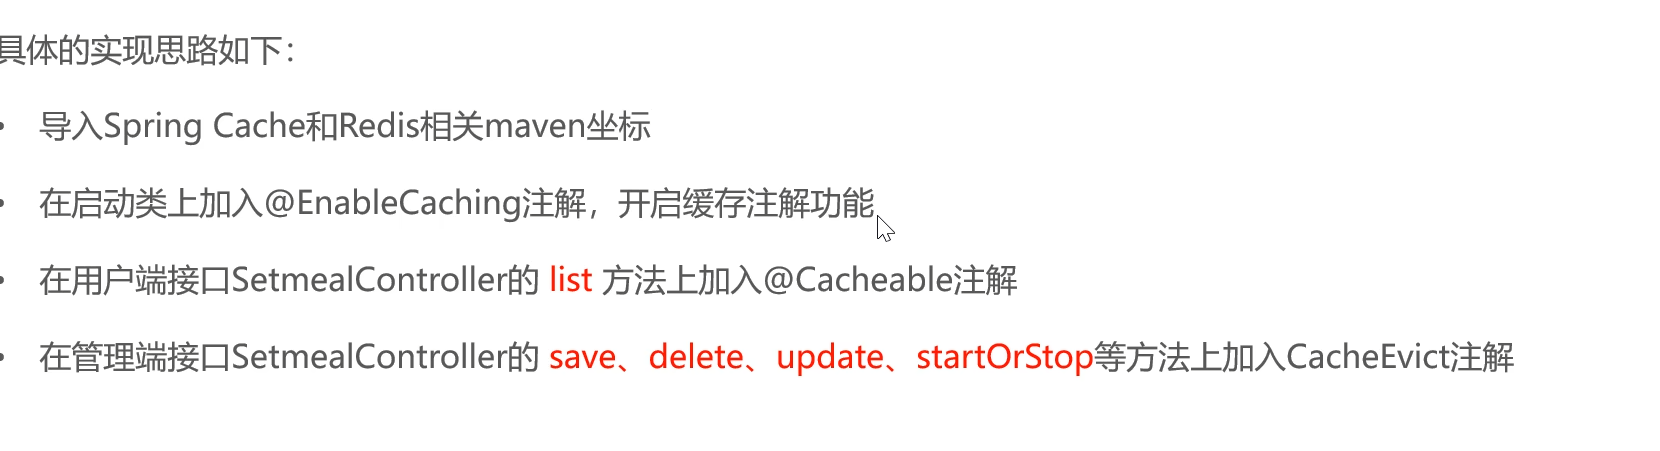 具体的实现思路如下：
• 导入Spring Cache和Redis相关maven坐标
• 在启动类上加入@EnableCaching注解，开启缓存注解功能
• 在用户端接口SetmealController的 list 方法上加入@Cacheable注解
• 在管理端接口SetmealController的 save、delete、update、startOrStop等方法上加入CacheEvict注解